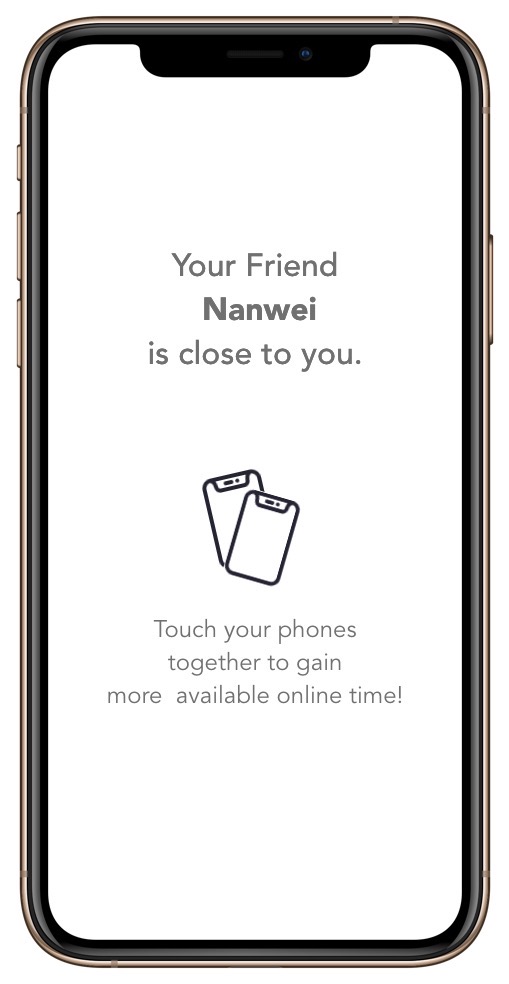 Your Friend
Nanwei
is close to you.
Touch your phones
together to gain
more  available online time!